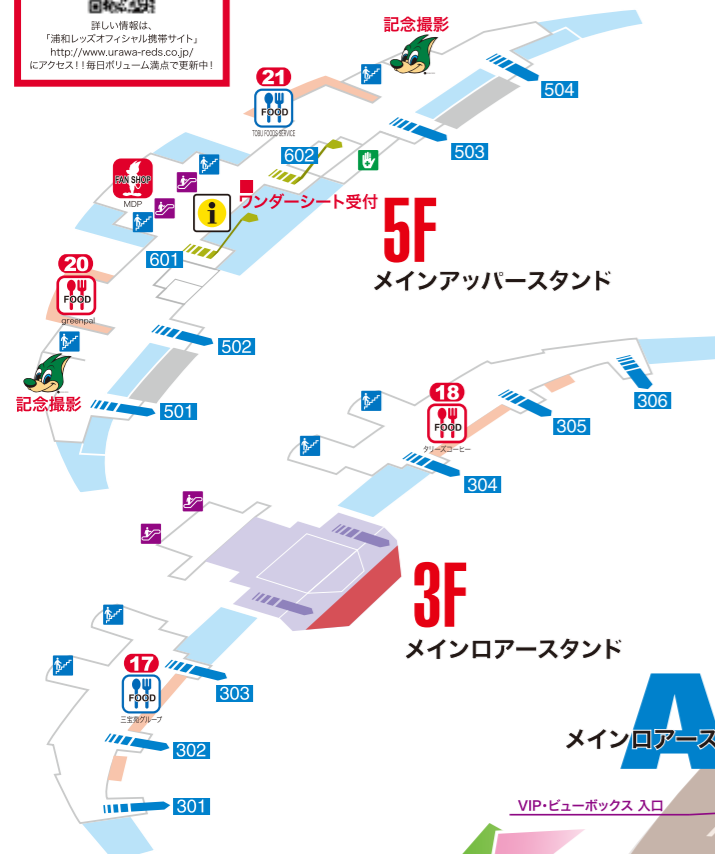 詳しい情報は、
「浦和レッズオフィシャル携帯サイト」
http://www.urawa-reds.co.jp/
にアクセス！！毎日ボリューム満点で更新中！
記念撮影
504
21
FOOD
TOBU FOODS SERVICE
503
602
FAN SHOP
MDP
ワンダーシート受付
i
601
5F
メインアッパースタンド
20
FOOD
greenpal
502
記念撮影
501
306
18
FOOD
タリーズコーヒー
305
304
3F
メインロアースタンド
17
FOOD
三宝苑グループ
303
A
メインロアース
302
301
VIP・ビューボックス 入口